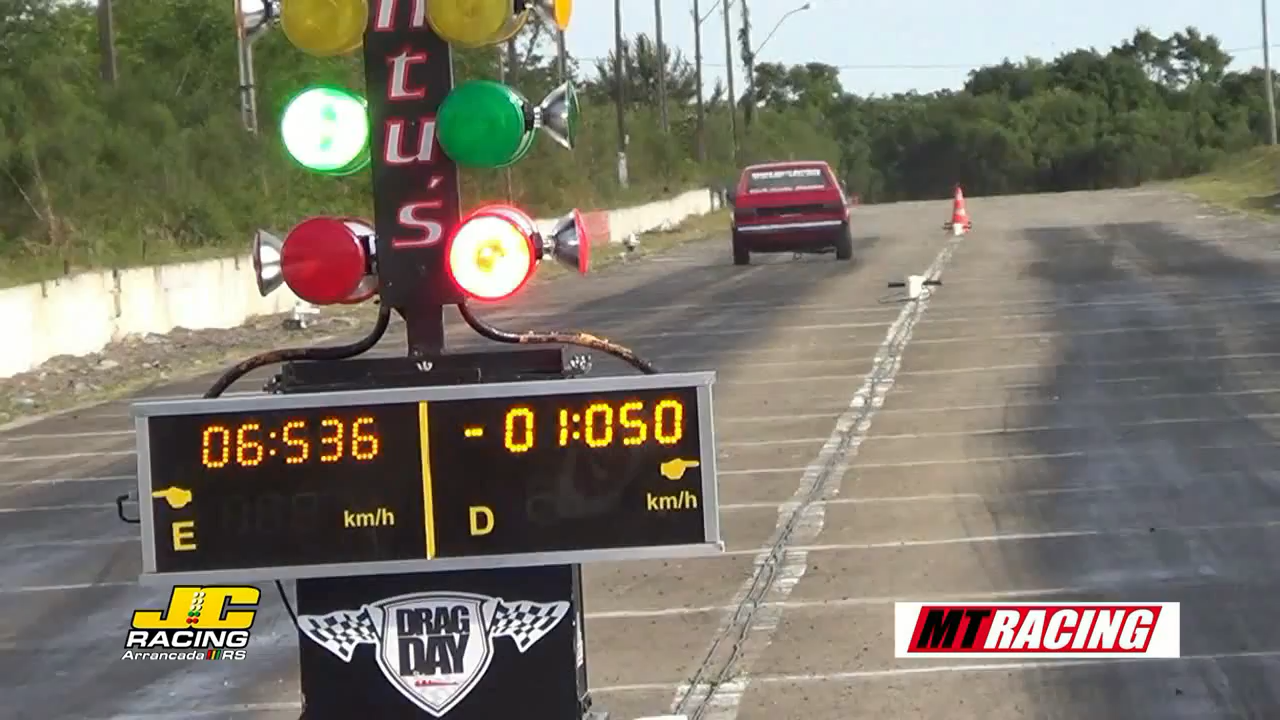 ntu's
06:536
- 01:050
E
km/h
D
km/h
DRAG
DAY
JC
RACING
Arrancada RS
MTRACING